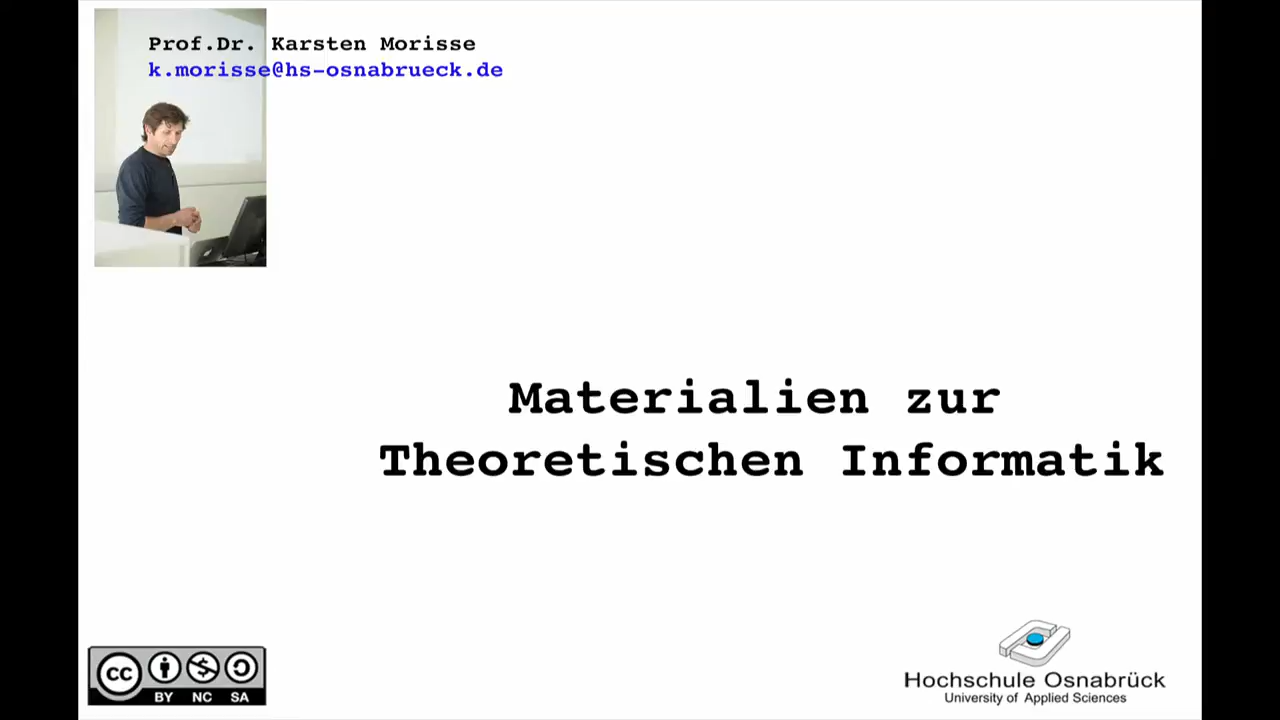 Prof.Dr. Karsten Morisse
k.morisse@hs-osnabrueck.de
Materialien zur
Theoretischen Informatik
cc
BY NC SA
Hochschule Osnabrück
University of Applied Sciences